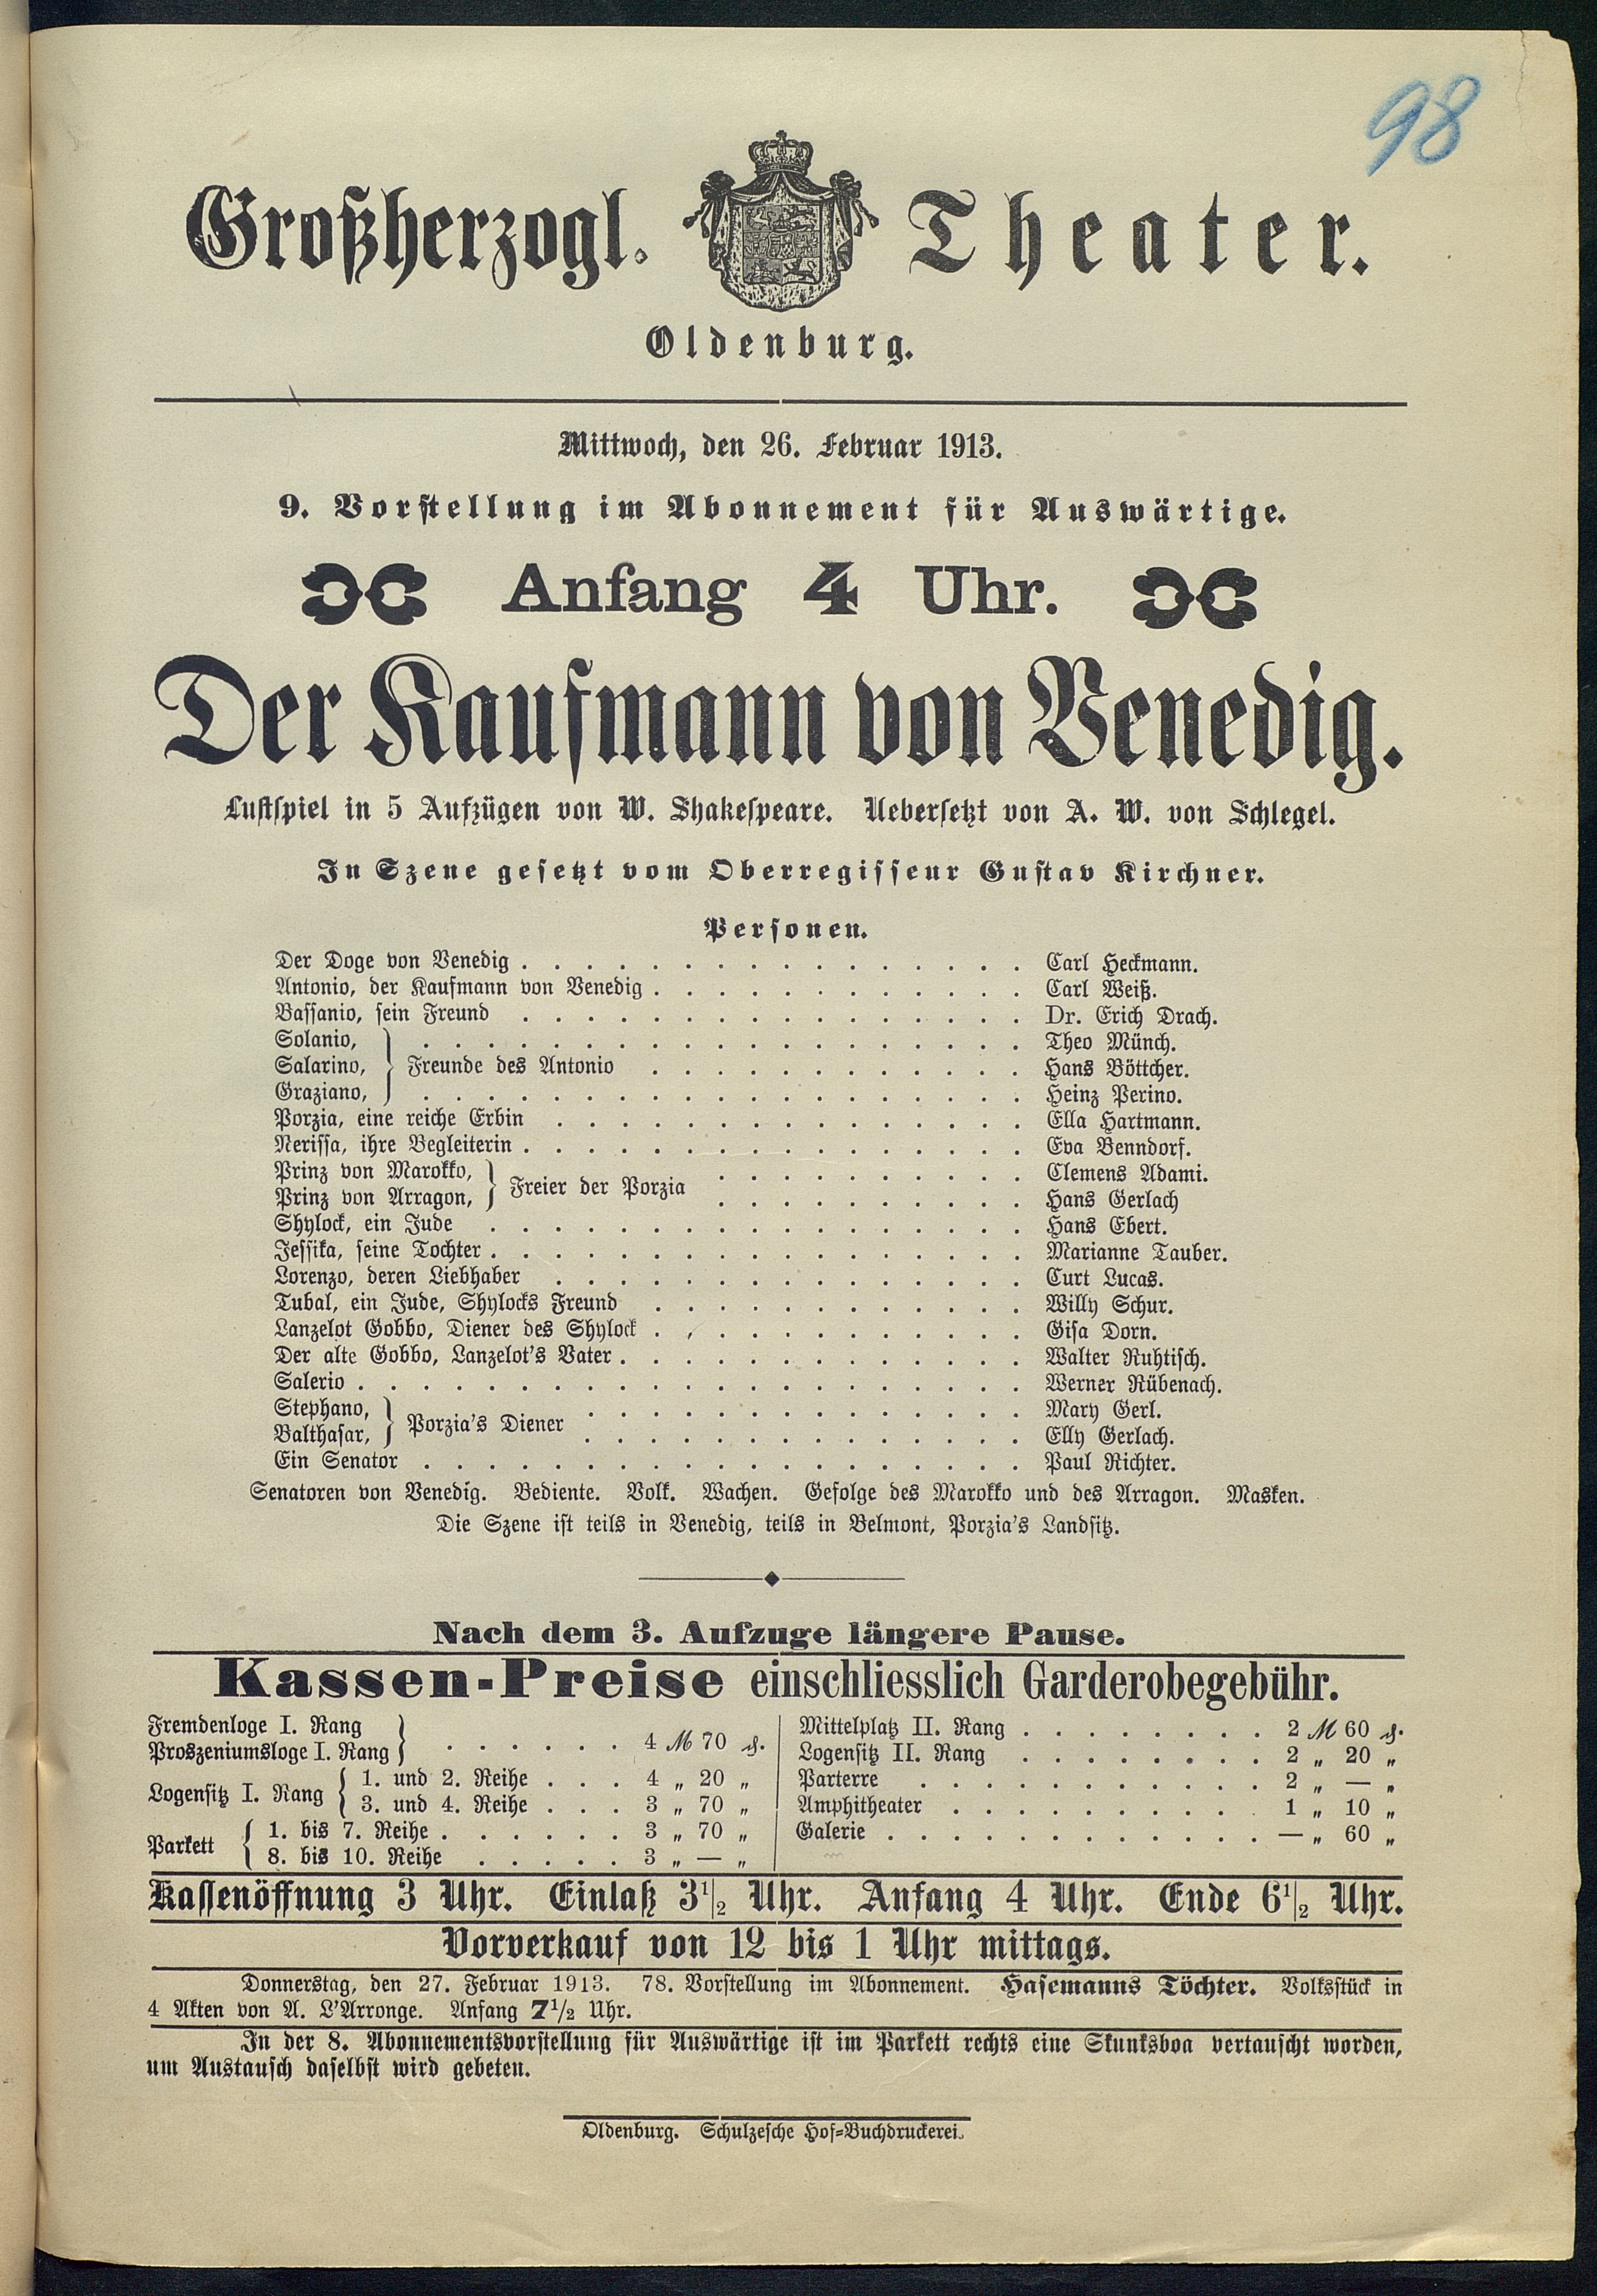 98
Großherzogl. Theater.
Oldenburg.
Mittwoch, den 26. Februar 1913.
9. Vorstellung im Abonnement für Auswärtige.
Anfang 4 Uhr.
Der Kaufmann von Venedig.
Lustspiel in 5 Aufzügen von W. Shakespeare. Uebersetzt von A. W. von Schlegel.
In Szene gesetzt vom Oberregisseur Gustav Kirchner.
Personen.
Der Doge von Venedig . . . . . . . . . . . . . . . . Carl Heckmann.
Antonio, der Kaufmann von Venedig . . . . . . . . . . . . Carl Weiß.
Bassanio, sein Freund . . . . . . . . . . . . . . . . Dr. Erich Drach.
Solanio, . . . . . . . . . . . . . . . . . . . Theo Münch.
Salarino, } Freunde des Antonio . . . . . . . . . . . . Hans Böttcher.
Graziano, . . . . . . . . . . . . . . . . . . . Heinz Perino.
Porzia, eine reiche Erbin . . . . . . . . . . . . . . . Ella Hartmann.
Nerissa, ihre Begleiterin . . . . . . . . . . . . . . . . Eva Benndorf.
Prinz von Marokko, } Freier der Porzia . . . . . . . . . . Clemens Adami.
Prinz von Arragon, . . . . . . . . . . Hans Gerlach
Shylock, ein Jude . . . . . . . . . . . . . . . . . Hans Ebert.
Jessika, seine Tochter . . . . . . . . . . . . . . . . . Marianne Tauber.
Lorenzo, deren Liebhaber . . . . . . . . . . . . . . . Curt Lucas.
Tubal, ein Jude, Shylocks Freund . . . . . . . . . . . . Willy Schur.
Lanzelot Gobbo, Diener des Shylock . . . . . . . . . . . . Gisa Dorn.
Der alte Gobbo, Lanzelot's Vater . . . . . . . . . . . . . Walter Ruhtisch.
Salerio . . . . . . . . . . . . . . . . . . . . . Werner Rübenach.
Stephano, } Porzia's Diener . . . . . . . . . . . . . . Mary Gerl.
Balthasar, . . . . . . . . . . . . . . Elly Gerlach.
Ein Senator . . . . . . . . . . . . . . . . . . . Paul Richter.
Senatoren von Venedig. Bediente. Volk. Wachen. Gefolge des Marokko und des Arragon. Masken.
Die Szene ist teils in Venedig, teils in Belmont, Porzia's Landsitz.
Nach dem 3. Aufzuge längere Pause.
Kassen-Preise einschliesslich Garderobegebühr.
Fremdenloge I. Rang
Proszeniumsloge I. Rang } . . . . . . 4 ℳ 70 ₰.
Logensitz I. Rang { 1. und 2. Reihe . . . 4 „ 20 „
3. und 4. Reihe . . . 3 „ 70 „
Parkett { 1. bis 7. Reihe . . . . . . 3 „ 70 „
8. bis 10. Reihe . . . . . 3 „ — „
Mittelplatz II. Rang . . . . . . . . 2 ℳ 60 ₰.
Logensitz II. Rang . . . . . . . . 2 „ 20 „
Parterre . . . . . . . . . . . 2 „ — „
Amphitheater . . . . . . . . . . 1 „ 10 „
Galerie . . . . . . . . . . . . — „ 60 „
Kassenöffnung 3 Uhr. Einlaß 3½ Uhr. Anfang 4 Uhr. Ende 6½ Uhr.
Vorverkauf von 12 bis 1 Uhr mittags.
Donnerstag, den 27. Februar 1913. 78. Vorstellung im Abonnement. Hasemanns Töchter. Volksstück in
4 Akten von A. L'Arronge. Anfang 7½ Uhr.
In der 8. Abonnementsvorstellung für Auswärtige ist im Parkett rechts eine Skunksboa vertauscht worden,
um Austausch daselbst wird gebeten.
Oldenburg. Schulzesche Hof-Buchdruckerei.